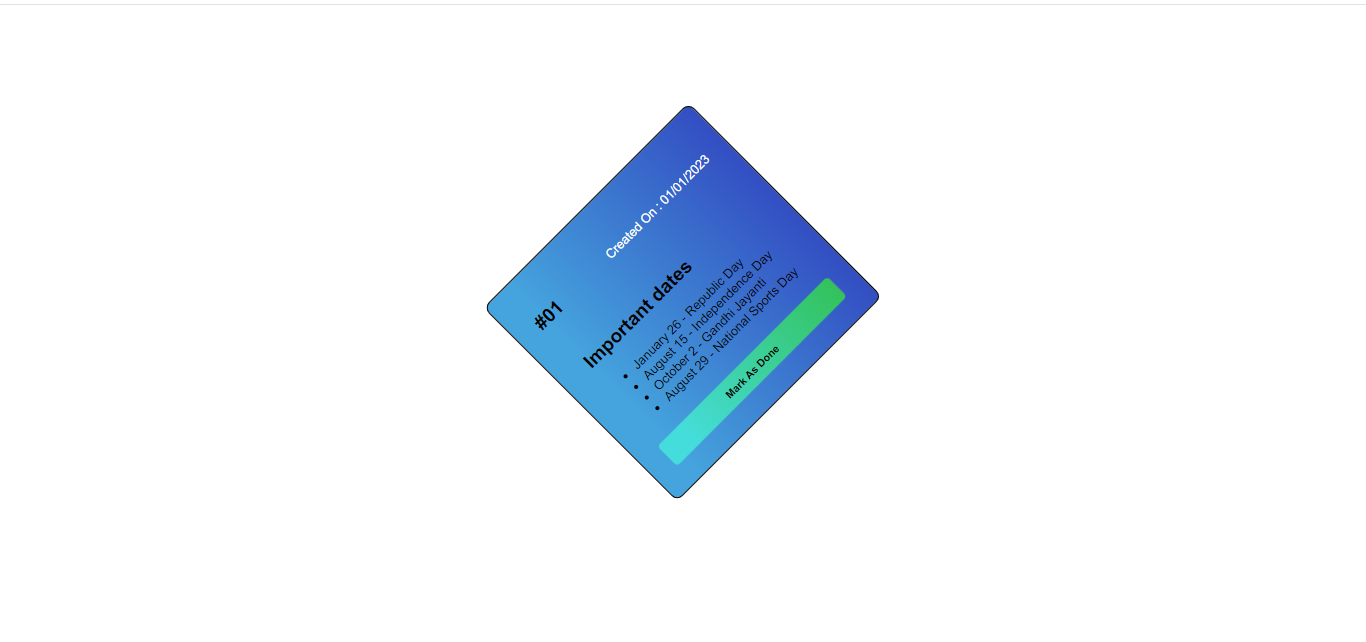 #01
Created On : 01/01/2023
Important dates
January 26 - Republic Day
August 15 - Independence Day
October 2 - Gandhi Jayanti
August 29 - National Sports Day
Mark As Done